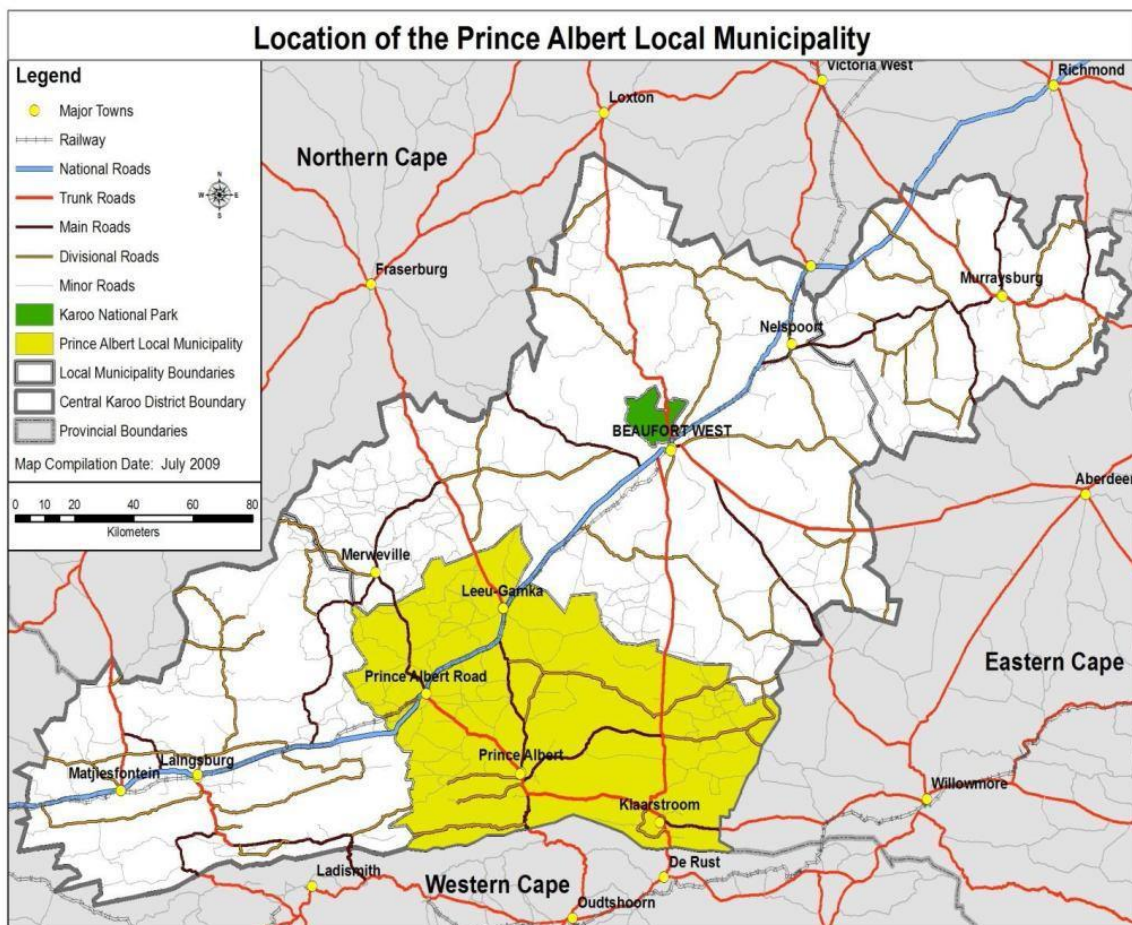 Location of the Prince Albert Local Municipality
Legend
Major Towns
Railway
National Roads
Trunk Roads
Main Roads
Divisional Roads
Minor Roads
Karoo National Park
Prince Albert Local Municipality
Local Municipality Boundaries
Central Karoo District Boundary
Provincial Boundaries
Map Compilation Date: July 2009
0 10 20 40 60 80
Kilometers
N
W E
S
Victoria West
Richmond
Loxton
Northern Cape
Fraserburg
Murraysburg
Nelspoort
BEAUFORT WEST
Aberdeen
Merweville
Leeu-Gamka
Eastern Cape
Prince Albert Road
Prince Albert
Laingsburg
Matjiesfontein
Willowmore
Klaarstroom
De Rust
Ladismith
Western Cape
Oudtshoorn